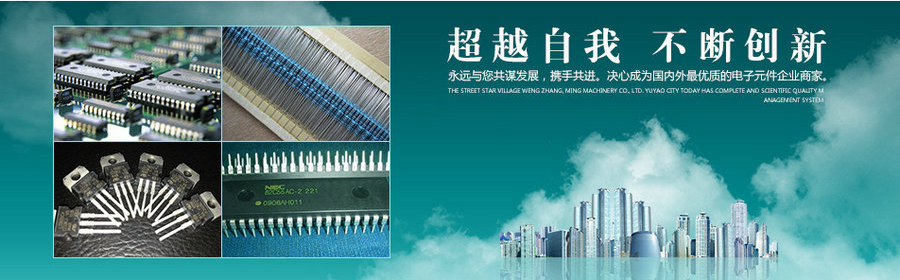 超越自我 不断创新
永远与您共谋发展，携手共进。决心成为国内外最优质的电子元件企业商家。
THE STREET STAR VILLAGE WENG ZHANG, MING MACHINERY CO., LTD. YUYAO CITY TODAY HAS COMPLETE AND SCIENTIFIC QUALITY M
ANAGEMENT SYSTEM
NEC
0906AH011